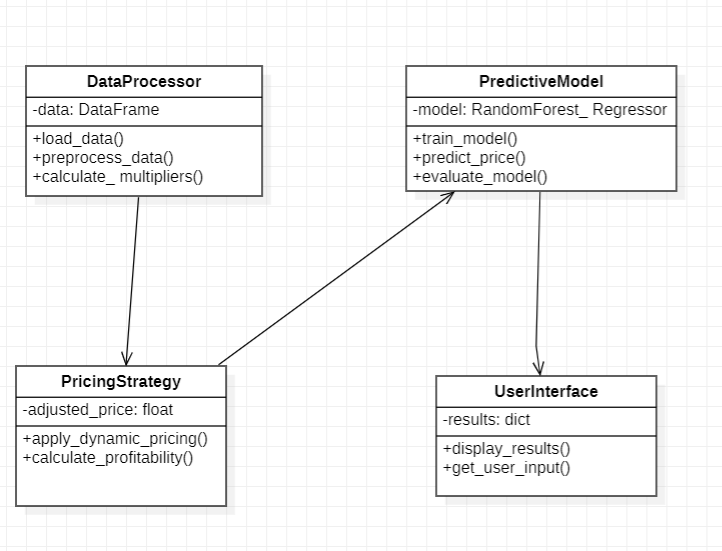 DataProcessor
-data: DataFrame
+load_data()
+preprocess_data()
+calculate_ multipliers()
PredictiveModel
-model: RandomForest_ Regressor
+train_model()
+predict_price()
+evaluate_model()
PricingStrategy
-adjusted_price: float
+apply_dynamic_pricing()
+calculate_profitability()
UserInterface
-results: dict
+display_results()
+get_user_input()